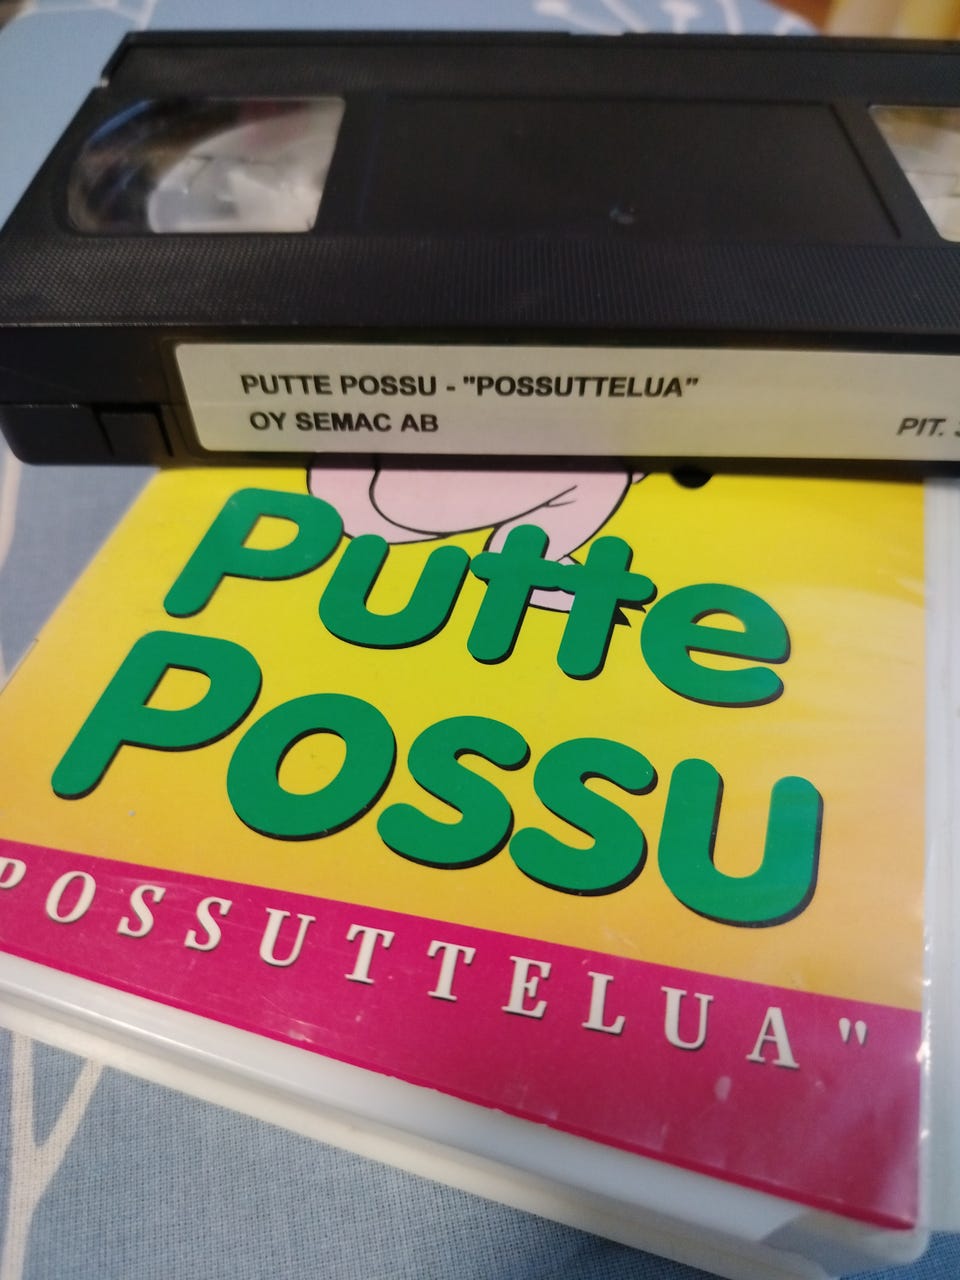 PUTTE POSSU - "POSSUTTELUA"
OY SEMAC AB
PIT.
Putte
Possu
POSSUTTELUA"